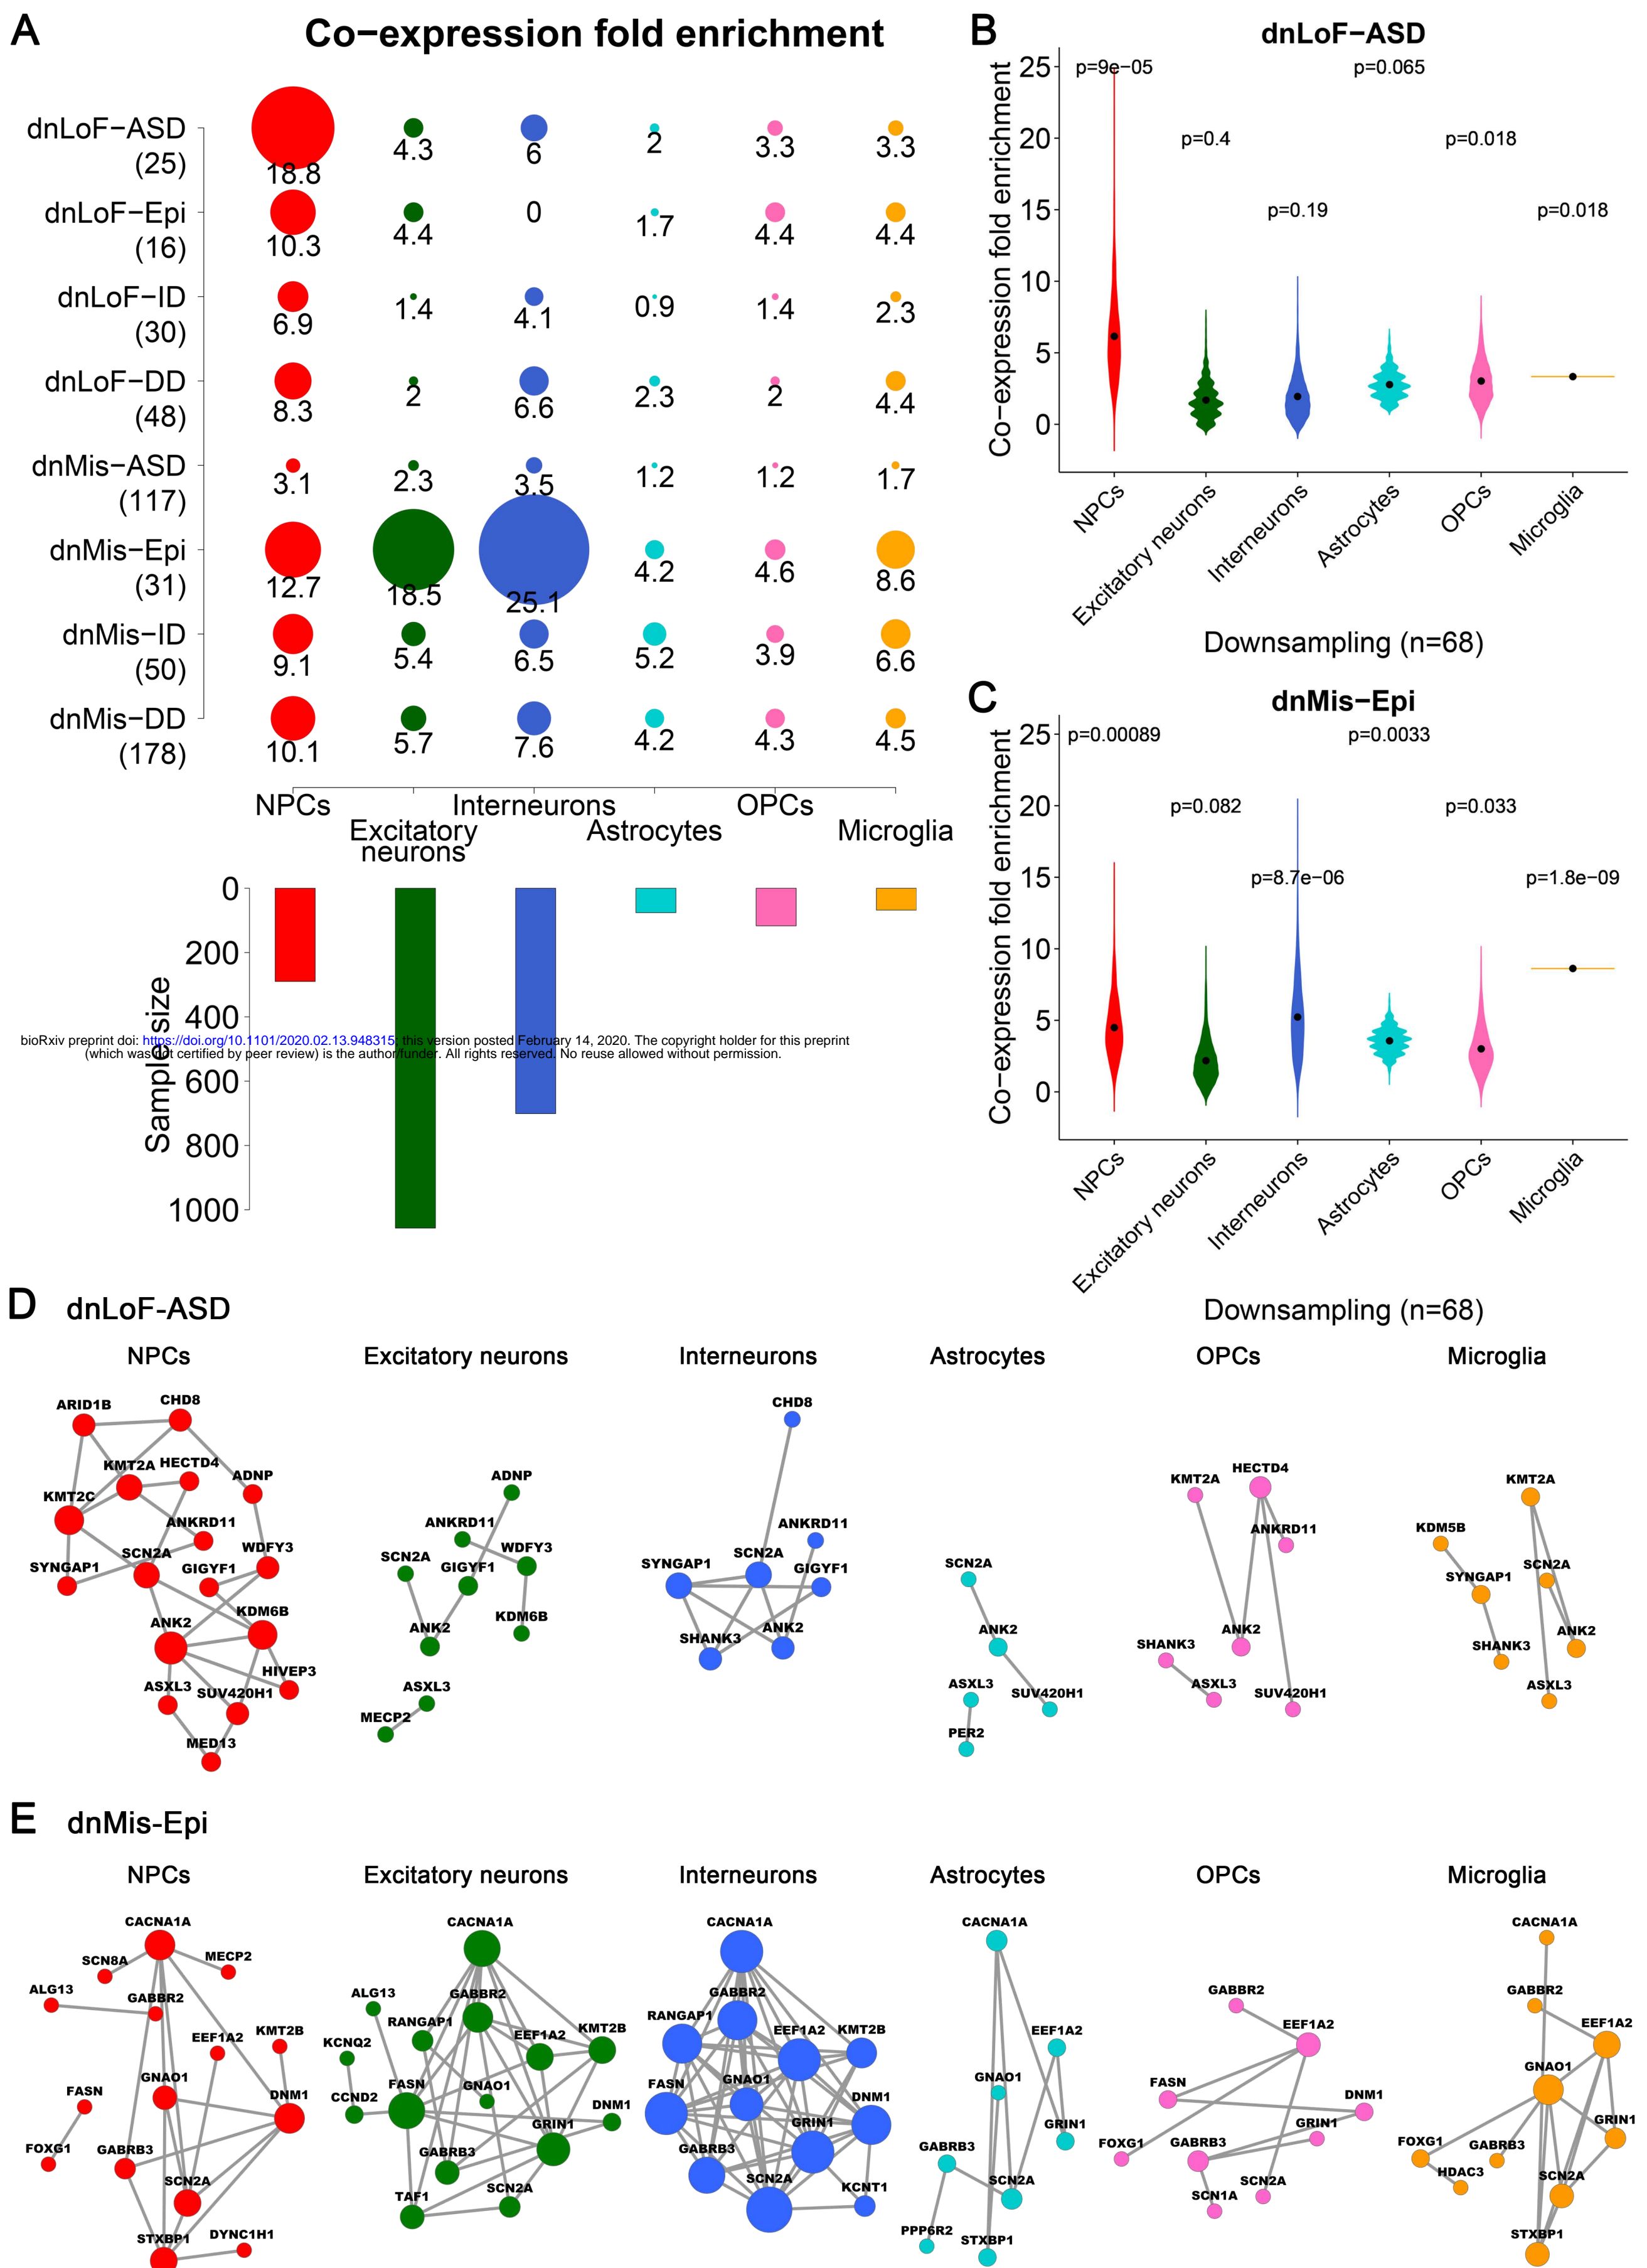 A
Co−expression fold enrichment
dnLoF−ASD
(25)
18.8
4.3
6
2
3.3
3.3
dnLoF−Epi
(16)
10.3
4.4
0
1.7
4.4
4.4
dnLoF−ID
(30)
6.9
1.4
4.1
0.9
1.4
2.3
dnLoF−DD
(48)
8.3
2
6.6
2.3
2
4.4
dnMis−ASD
(117)
3.1
2.3
3.5
1.2
1.2
1.7
dnMis−Epi
(31)
12.7
18.5
25.1
4.2
4.6
8.6
dnMis−ID
(50)
9.1
5.4
6.5
5.2
3.9
6.6
dnMis−DD
(178)
10.1
5.7
7.6
4.2
4.3
4.5
NPCs
Excitatory
neurons
Interneurons
Astrocytes
OPCs
Microglia
Sample size
0
200
400
600
800
1000
bioRxiv preprint doi: https://doi.org/10.1101/2020.02.13.948315; this version posted February 14, 2020. The copyright holder for this preprint
(which was not certified by peer review) is the author/funder. All rights reserved. No reuse allowed without permission.
B
dnLoF−ASD
Co−expression fold enrichment
25
20
15
10
5
0
p=9e−05
p=0.4
p=0.19
p=0.065
p=0.018
p=0.018
NPCs
Excitatory neurons
Interneurons
Astrocytes
OPCs
Microglia
Downsampling (n=68)
C
dnMis−Epi
Co−expression fold enrichment
25
20
15
10
5
0
p=0.00089
p=0.082
p=8.7e−06
p=0.0033
p=0.033
p=1.8e−09
NPCs
Excitatory neurons
Interneurons
Astrocytes
OPCs
Microglia
Downsampling (n=68)
D
dnLoF-ASD
NPCs
ARID1B
CHD8
KMT2A
HECTD4
ADNP
KMT2C
ANKRD11
SYNGAP1
SCN2A
GIGYF1
WDFY3
ANK2
KDM6B
HIVEP3
ASXL3
SUV420H1
MED13
Excitatory neurons
ADNP
ANKRD11
SCN2A
GIGYF1
WDFY3
KDM6B
ANK2
ASXL3
MECP2
Interneurons
CHD8
ANKRD11
SYNGAP1
SCN2A
GIGYF1
SHANK3
ANK2
Astrocytes
SCN2A
ANK2
ASXL3
SUV420H1
PER2
OPCs
KMT2A
HECTD4
ANKRD11
SHANK3
ANK2
ASXL3
SUV420H1
Microglia
KMT2A
KDM5B
SCN2A
SYNGAP1
SHANK3
ANK2
ASXL3
E
dnMis-Epi
NPCs
CACNA1A
SCN8A
MECP2
ALG13
GABBR2
EEF1A2
KMT2B
GNAO1
FASN
DNM1
FOXG1
GABRB3
SCN2A
STXBP1
DYNC1H1
Excitatory neurons
CACNA1A
ALG13
GABBR2
RANGAP1
EEF1A2
KMT2B
KCNQ2
FASN
GNAO1
CCND2
DNM1
GRIN1
GABRB3
TAF1
SCN2A
Interneurons
CACNA1A
GABBR2
RANGAP1
EEF1A2
KMT2B
FASN
GNAO1
DNM1
GRIN1
GABRB3
SCN2A
KCNT1
Astrocytes
CACNA1A
EEF1A2
GNAO1
GRIN1
GABRB3
SCN2A
PPP6R2
STXBP1
OPCs
GABBR2
EEF1A2
FASN
DNM1
GRIN1
FOXG1
GABRB3
SCN2A
SCN1A
Microglia
CACNA1A
GABBR2
EEF1A2
GNAO1
GRIN1
FOXG1
GABRB3
HDAC3
SCN2A
STXBP1